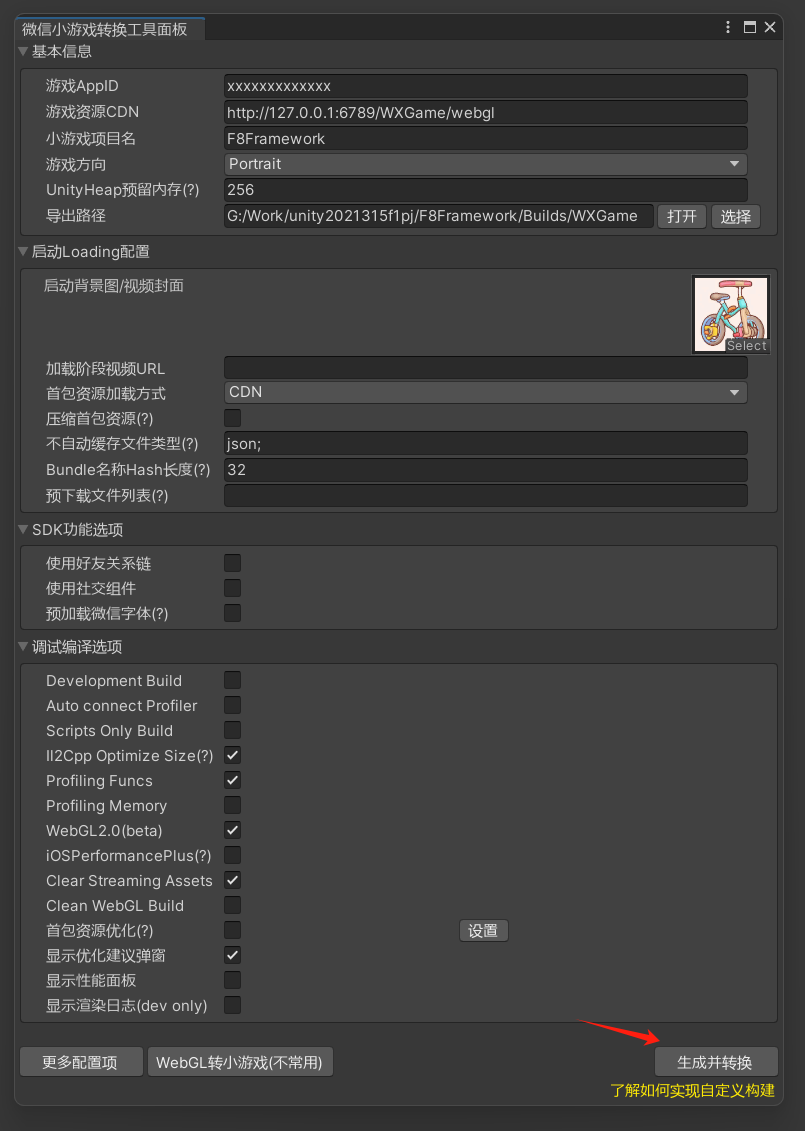 微信小游戏转换工具面板
基本信息
游戏AppID xxxxxxxxxxxxx
游戏资源CDN http://127.0.0.1:6789/WXGame/webgl
小游戏项目名 F8Framework
游戏方向 Portrait
UnityHeap预留内存(?) 256
导出路径 G:/Work/unity2021315f1pj/F8Framework/Builds/WXGame 打开 选择
启动Loading配置
启动背景图/视频封面
Select
加载阶段视频URL
首包资源加载方式 CDN
压缩首包资源(?)
不自动缓存文件类型(?) json;
Bundle名称Hash长度(?) 32
预下载文件列表(?)
SDK功能选项
使用好友关系链
使用社交组件
预加载微信字体(?)
调试编译选项
Development Build
Auto connect Profiler
Scripts Only Build
Il2Cpp Optimize Size(?)
Profiling Funcs
Profiling Memory
WebGL2.0(beta)
iOSPerformancePlus(?)
Clear Streaming Assets
Clean WebGL Build
首包资源优化(?) 设置
显示优化建议弹窗
显示性能面板
显示渲染日志(dev only)
更多配置项 WebGL转小游戏(不常用) 生成并转换
了解如何实现自定义构建